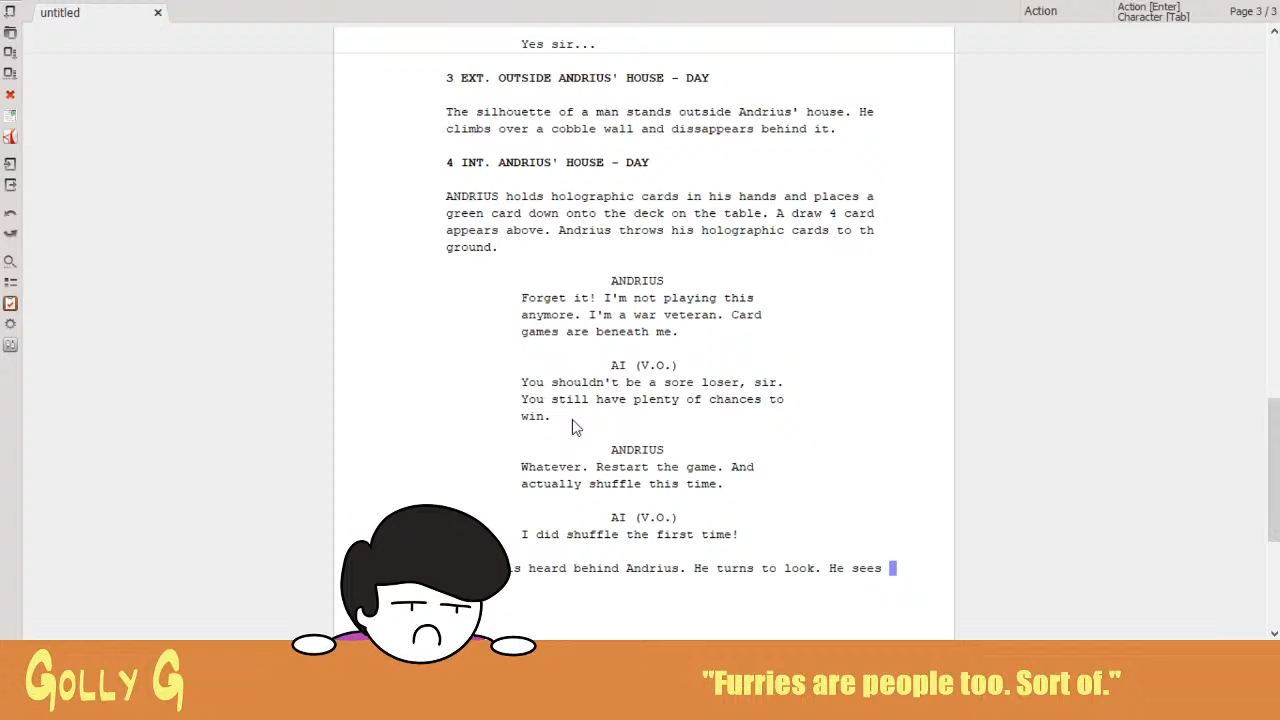 untitled
Action
Action [Enter]
Character [Tab]
Page 3 / 3
Yes sir...
3 EXT. OUTSIDE ANDRIUS' HOUSE - DAY
The silhouette of a man stands outside Andrius' house. He
climbs over a cobble wall and dissappears behind it.
4 INT. ANDRIUS' HOUSE - DAY
ANDRIUS holds holographic cards in his hands and places a
green card down onto the deck on the table. A draw 4 card
appears above. Andrius throws his holographic cards to th
ground.
ANDRIUS
Forget it! I'm not playing this
anymore. I'm a war veteran. Card
games are beneath me.
AI (V.O.)
You shouldn't be a sore loser, sir.
You still have plenty of chances to
win.
ANDRIUS
Whatever. Restart the game. And
actually shuffle this time.
AI (V.O.)
I did shuffle the first time!
s heard behind Andrius. He turns to look. He sees
GOLLY G
"Furries are people too. Sort of."